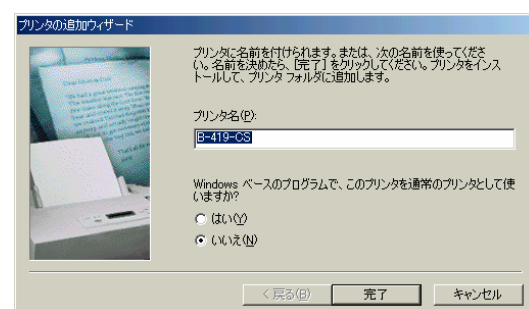 プリンタの追加ウィザード
プリンタに名前を付けられます。または、次の名前を使ってくださ
い。名前を決めたら、[完了] をクリックしてください。プリンタをインス
トールして、プリンタ フォルダに追加します。
プリンタ名(P):
B-419-CS
Windows ベースのプログラムで、このプリンタを通常のプリンタとして使
いますか?
はい(Y)
いいえ(N)
< 戻る(B)
完了
キャンセル